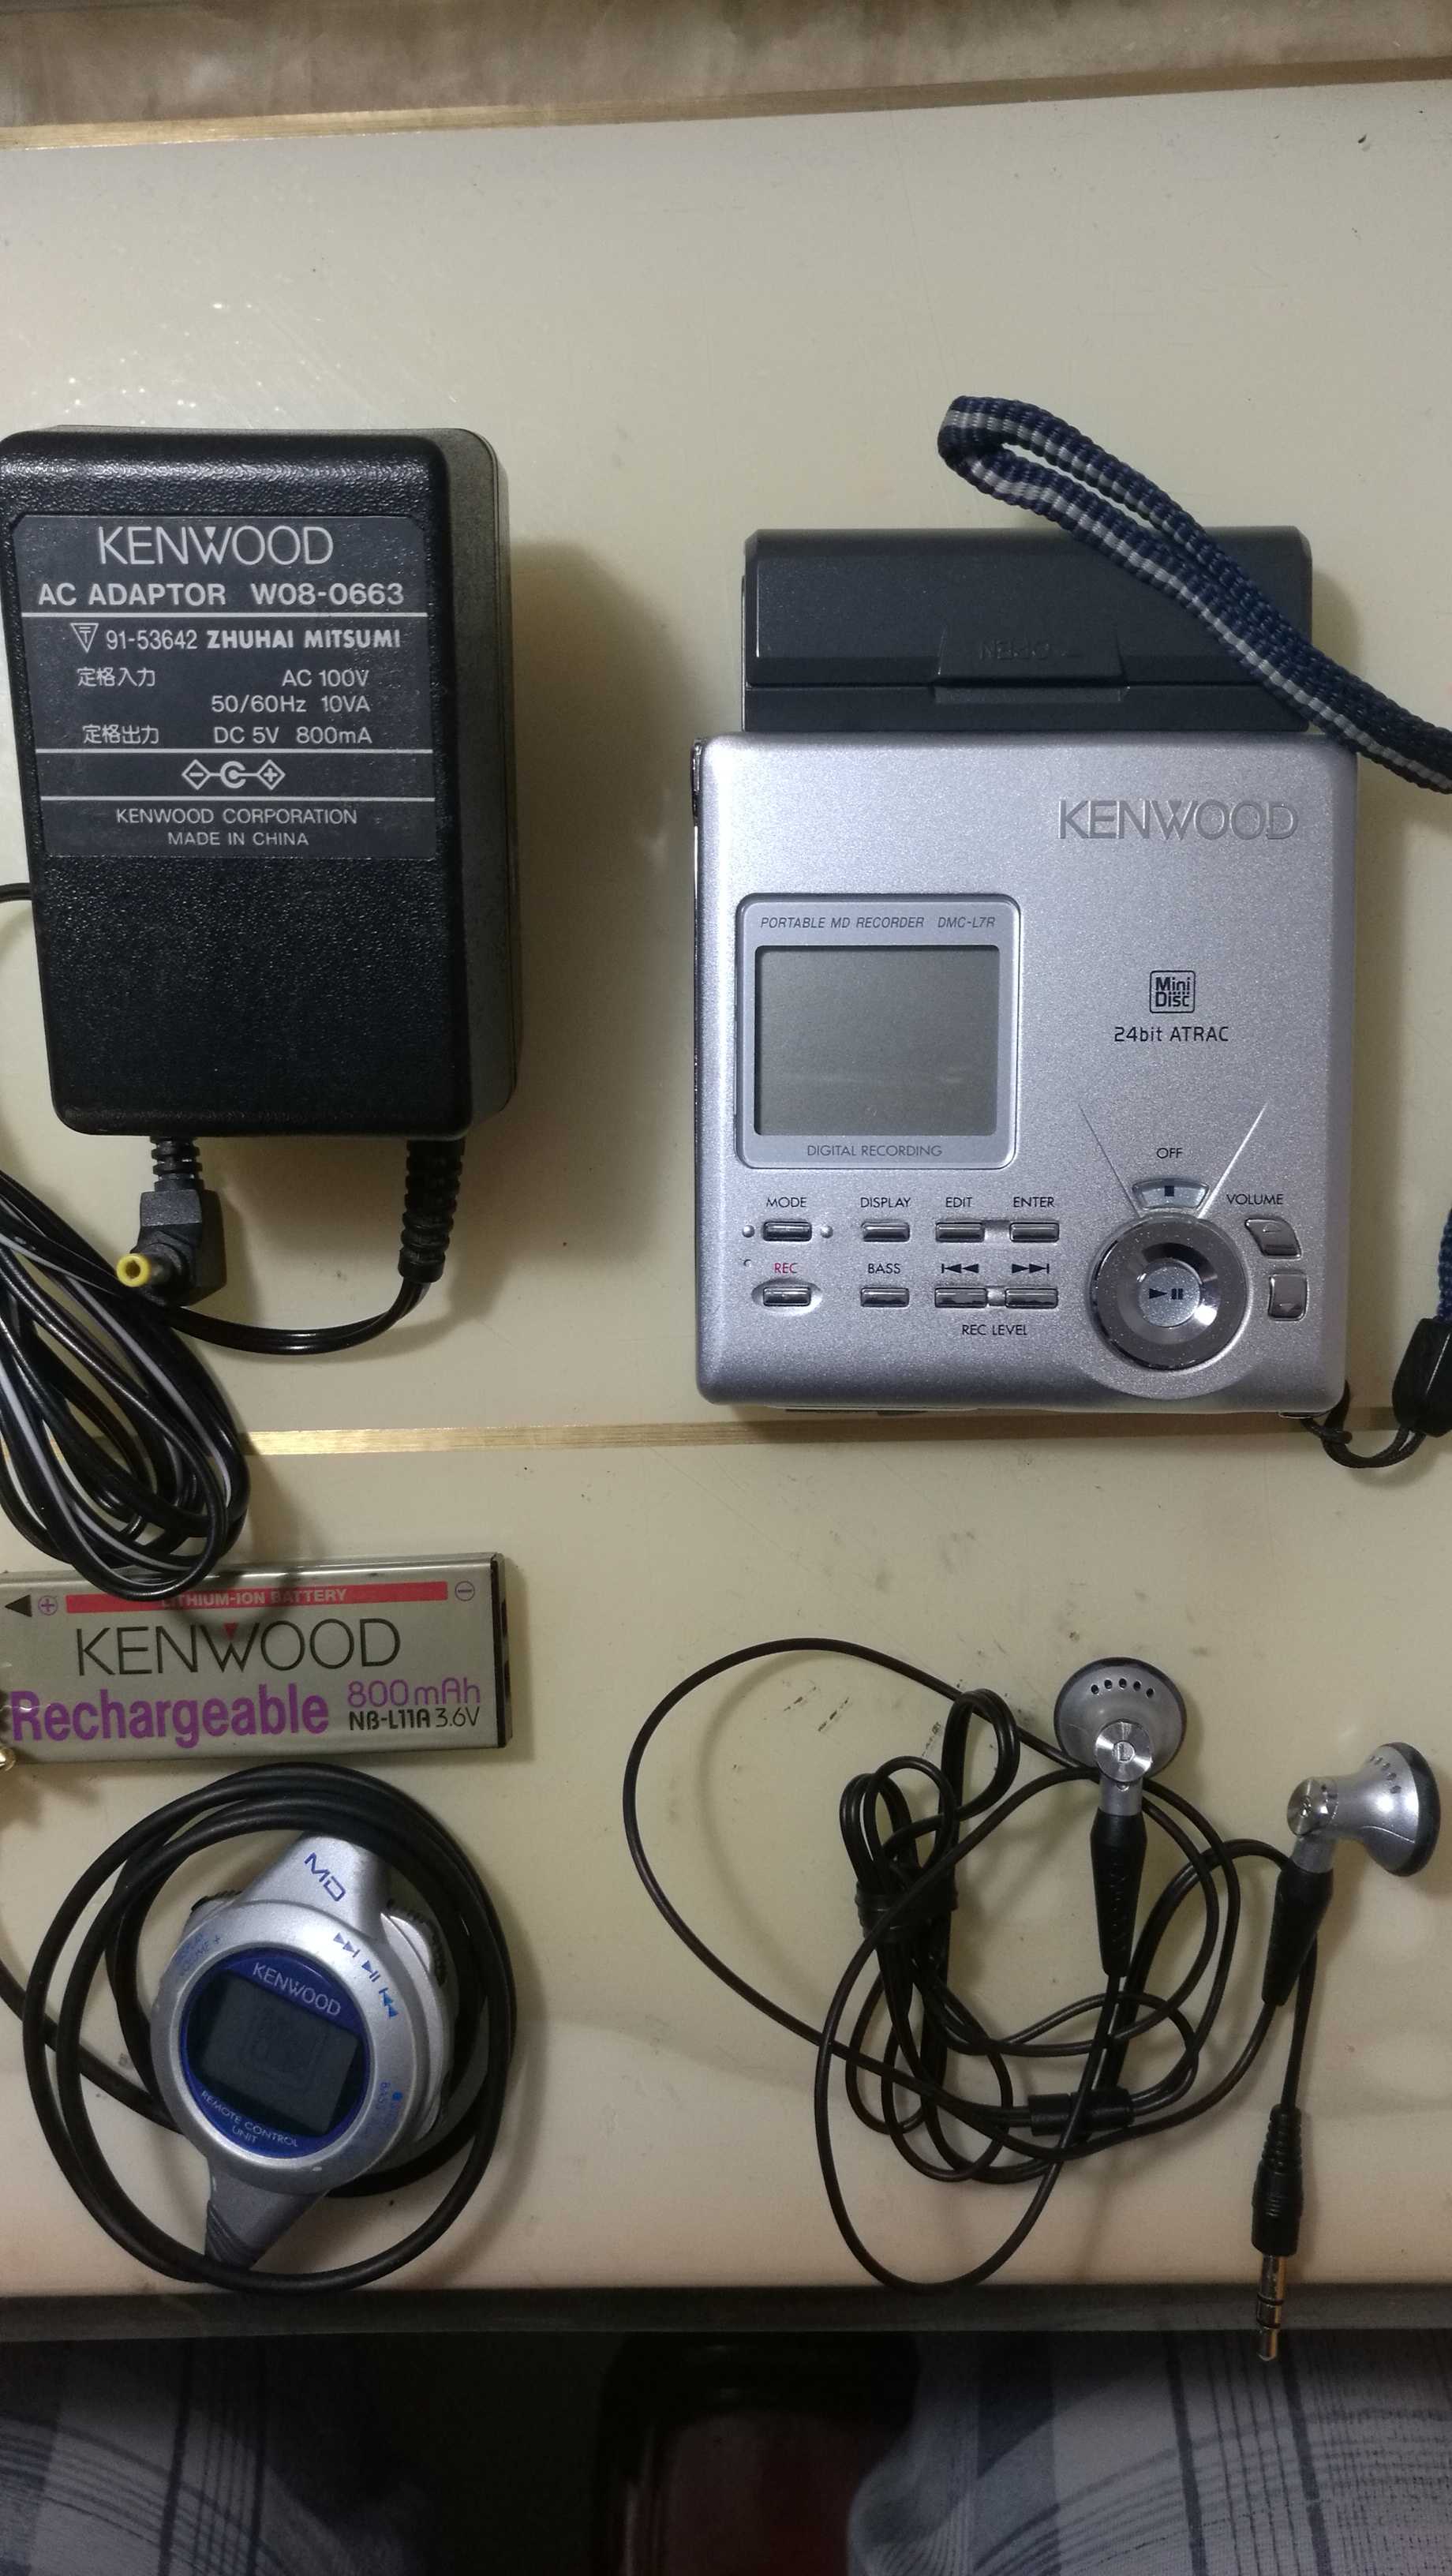 KENWOOD
AC ADAPTOR W08-0663
T 91-53642 ZHUHAI MITSUMI
定格入力 AC 100V
50/60Hz 10VA
定格出力 DC 5V 800mA
KENWOOD CORPORATION
MADE IN CHINA
OPEN
KENWOOD
PORTABLE MD RECORDER DMC-L7R
Mini
Disc
24bit ATRAC
DIGITAL RECORDING
OFF
MODE DISPLAY EDIT ENTER VOLUME
REC BASS
REC LEVEL
LITHIUM-ION BATTERY
KENWOOD
Rechargeable 800mAh
NB-L11A 3.6V
L
MD
VOLUME +
KENWOOD
REMOTE CONTROL
UNIT